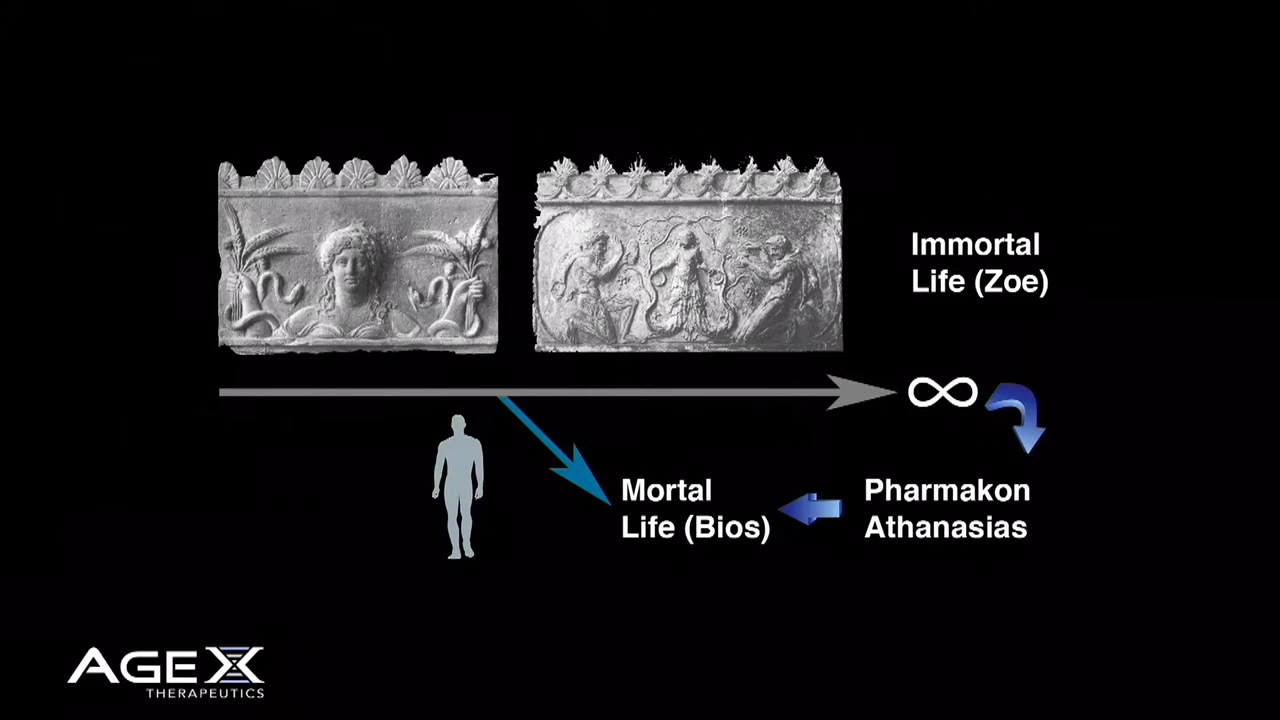 Immortal
Life (Zoe)
∞
Mortal
Life (Bios)
Pharmakon
Athanasias
AGEX
THERAPEUTICS